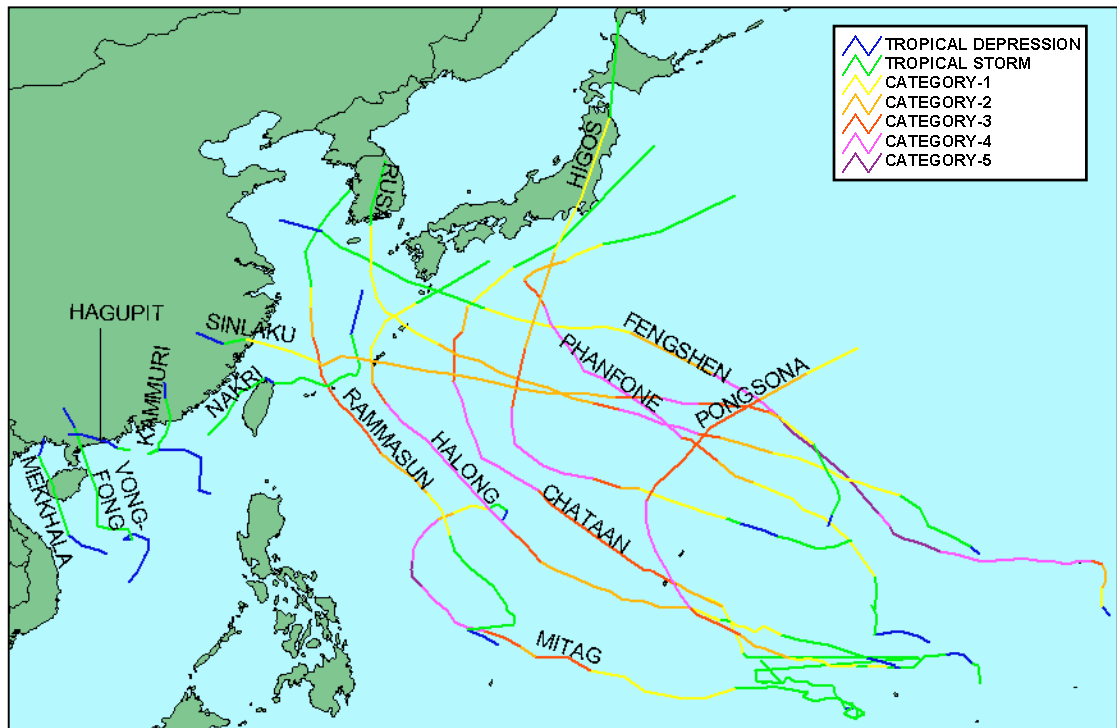 TROPICAL DEPRESSION
TROPICAL STORM
CATEGORY-1
CATEGORY-2
CATEGORY-3
CATEGORY-4
CATEGORY-5
HIGOS
RUSA
HAGUPIT
SINLAKU
FENGSHEN
KAMMURI
NAKRI
PHANFONE
PONGSONA
RAMMASUN
HALONG
MEKKHALA
VONG-
FONG
CHATAAN
MITAG